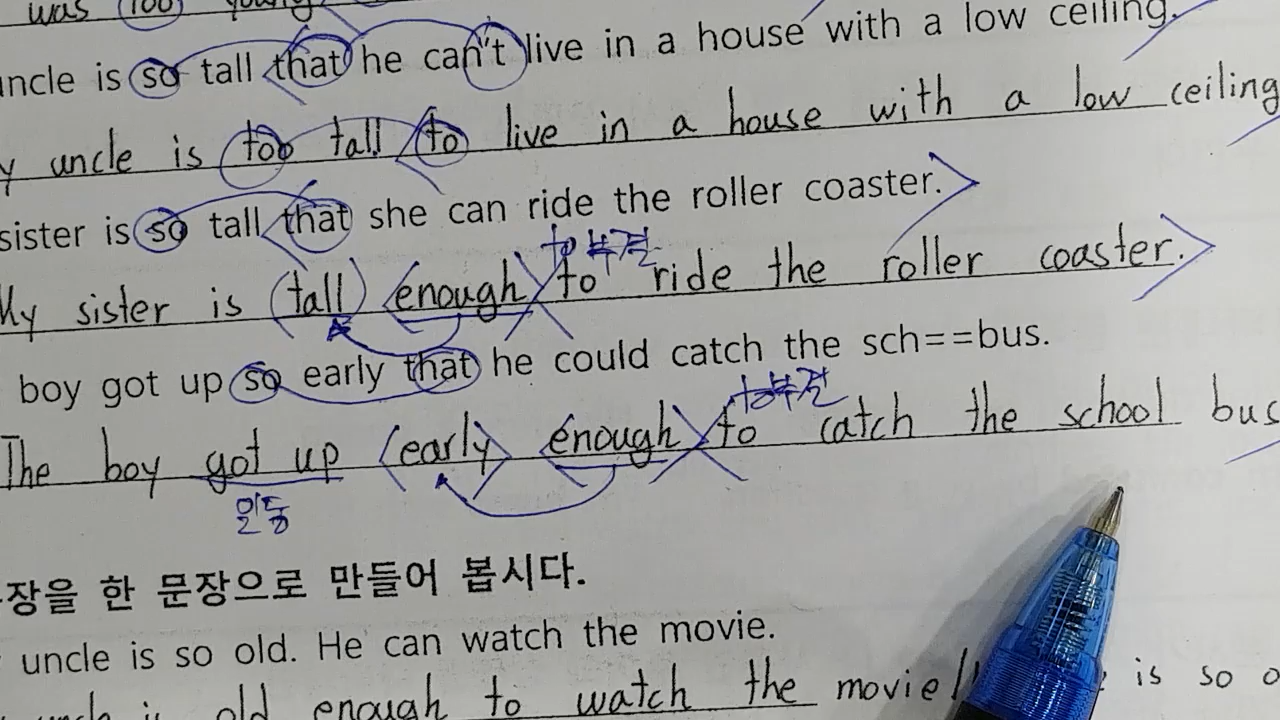 was too young
uncle is so tall that he can't live in a house with a low ceiling.
y uncle is too tall to live in a house with a low ceiling
sister is so tall that she can ride the roller coaster.
to부정
My sister is tall enough to ride the roller coaster.
boy got up so early that he could catch the sch==bus.
to부정
The boy got up early enough to catch the school bus
일동
장을 한 문장으로 만들어 봅시다.
uncle is so old. He can watch the movie.
uncle is old enough to watch the movie is so o